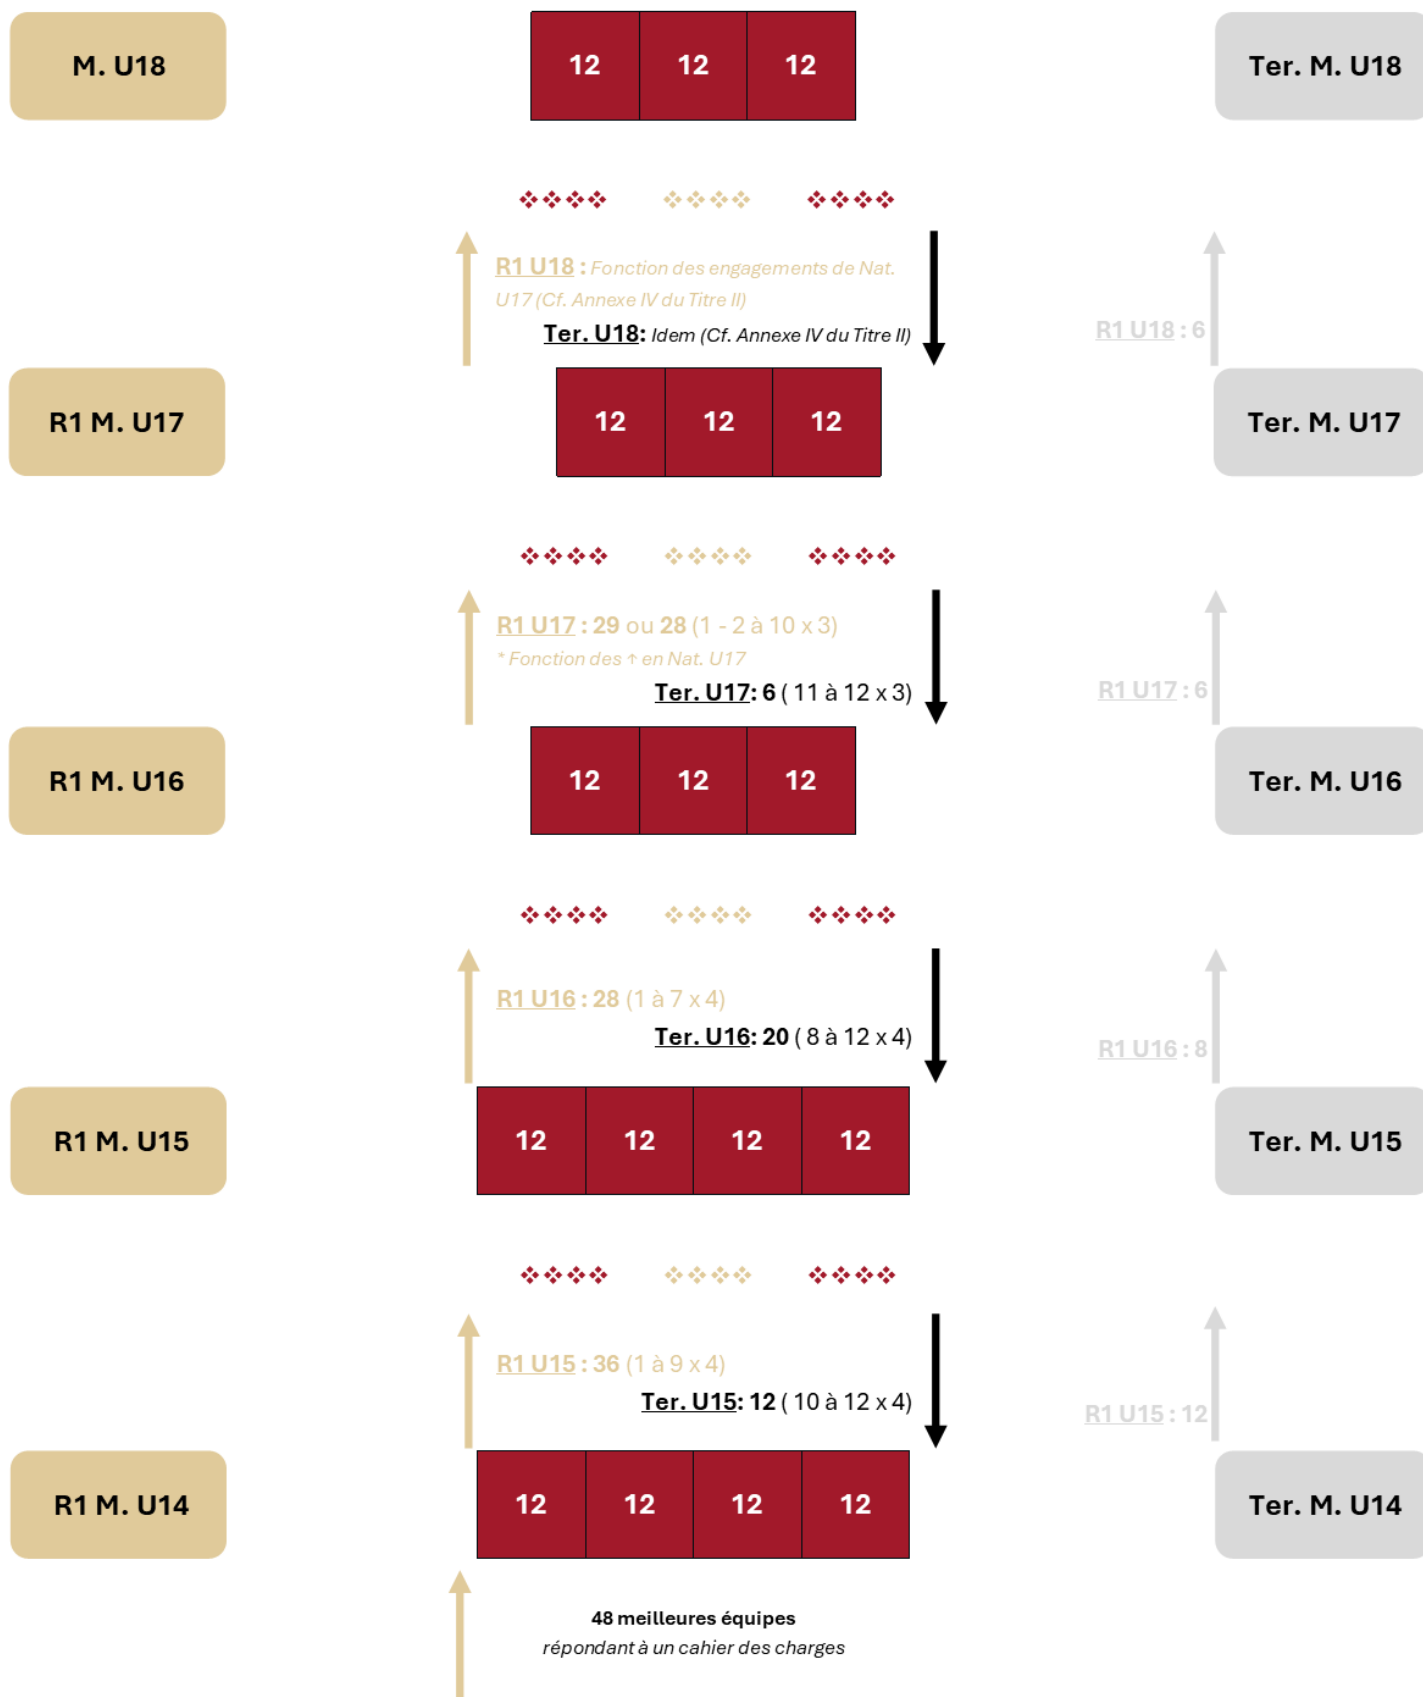 M. U18
12 12 12
Ter. M. U18
R1 U18 : Fonction des engagements de Nat.
U17 (Cf. Annexe IV du Titre II)
Ter. U18: Idem (Cf. Annexe IV du Titre II)
R1 U18 : 6
R1 M. U17
12 12 12
Ter. M. U17
R1 U17 : 29 ou 28 (1 - 2 à 10 x 3)
* Fonction des ↑ en Nat. U17
Ter. U17: 6 ( 11 à 12 x 3)
R1 U17 : 6
R1 M. U16
12 12 12
Ter. M. U16
R1 U16 : 28 (1 à 7 x 4)
Ter. U16: 20 ( 8 à 12 x 4)
R1 U16 : 8
R1 M. U15
12 12 12 12
Ter. M. U15
R1 U15 : 36 (1 à 9 x 4)
Ter. U15: 12 ( 10 à 12 x 4)
R1 U15 : 12
R1 M. U14
12 12 12 12
Ter. M. U14
48 meilleures équipes
répondant à un cahier des charges